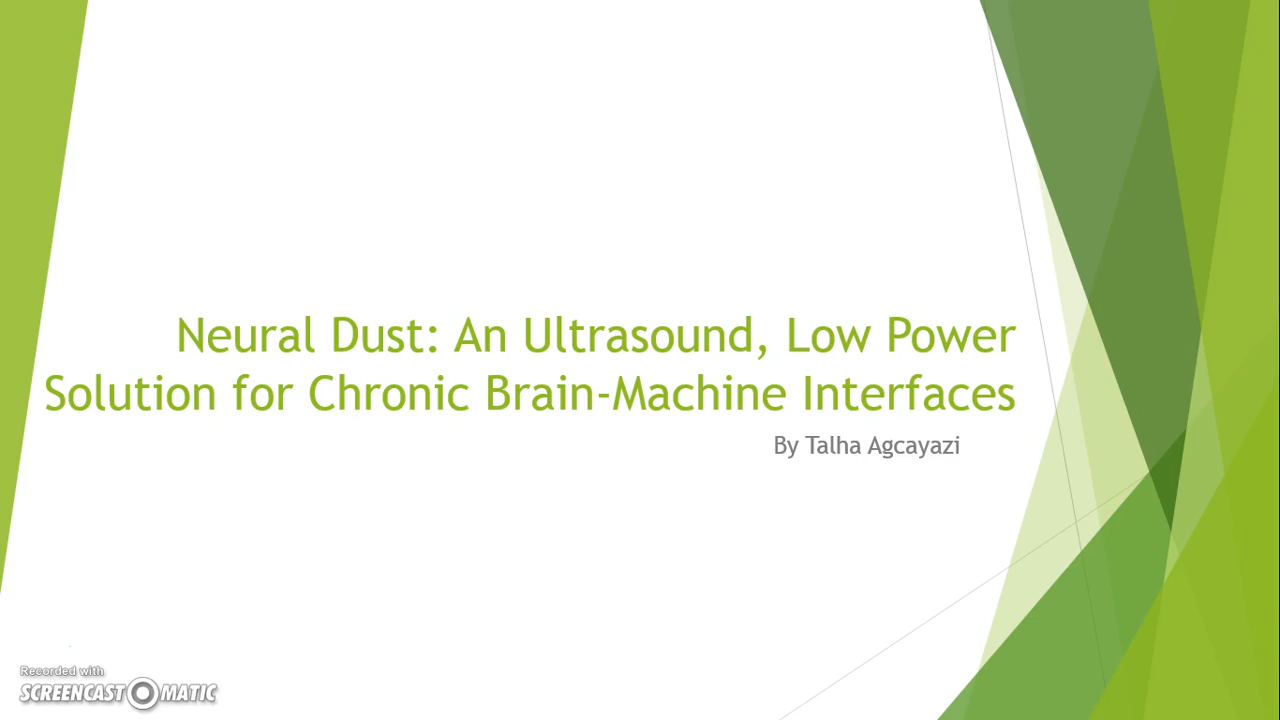 Neural Dust: An Ultrasound, Low Power
Solution for Chronic Brain-Machine Interfaces
By Talha Agcayazi
Recorded with
SCREENCAST-O-MATIC